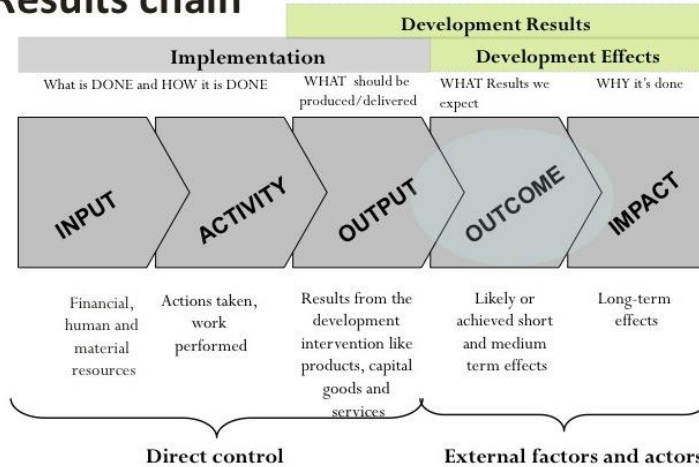 Results chain
Development Results
Implementation
Development Effects
What is DONE and HOW it is DONE
WHAT should be
produced/delivered
WHAT Results we
expect
WHY it's done
INPUT
ACTIVITY
OUTPUT
OUTCOME
IMPACT
Financial,
human and
material
resources
Actions taken,
work
performed
Results from the
development
intervention like
products, capital
goods and
services
Likely or
achieved short
and medium
term effects
Long-term
effects
Direct control
External factors and actors